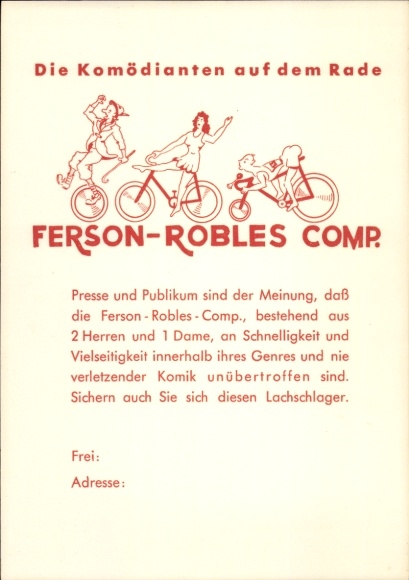 Die Komödianten auf dem Rade
FERSON-ROBLES COMP.
Presse und Publikum sind der Meinung, daß
die Ferson-Robles-Comp., bestehend aus
2 Herren und 1 Dame, an Schnelligkeit und
Vielseitigkeit innerhalb ihres Genres und nie
verletzender Komik unübertroffen sind.
Sichern auch Sie sich diesen Lachschlager.
Frei:
Adresse: